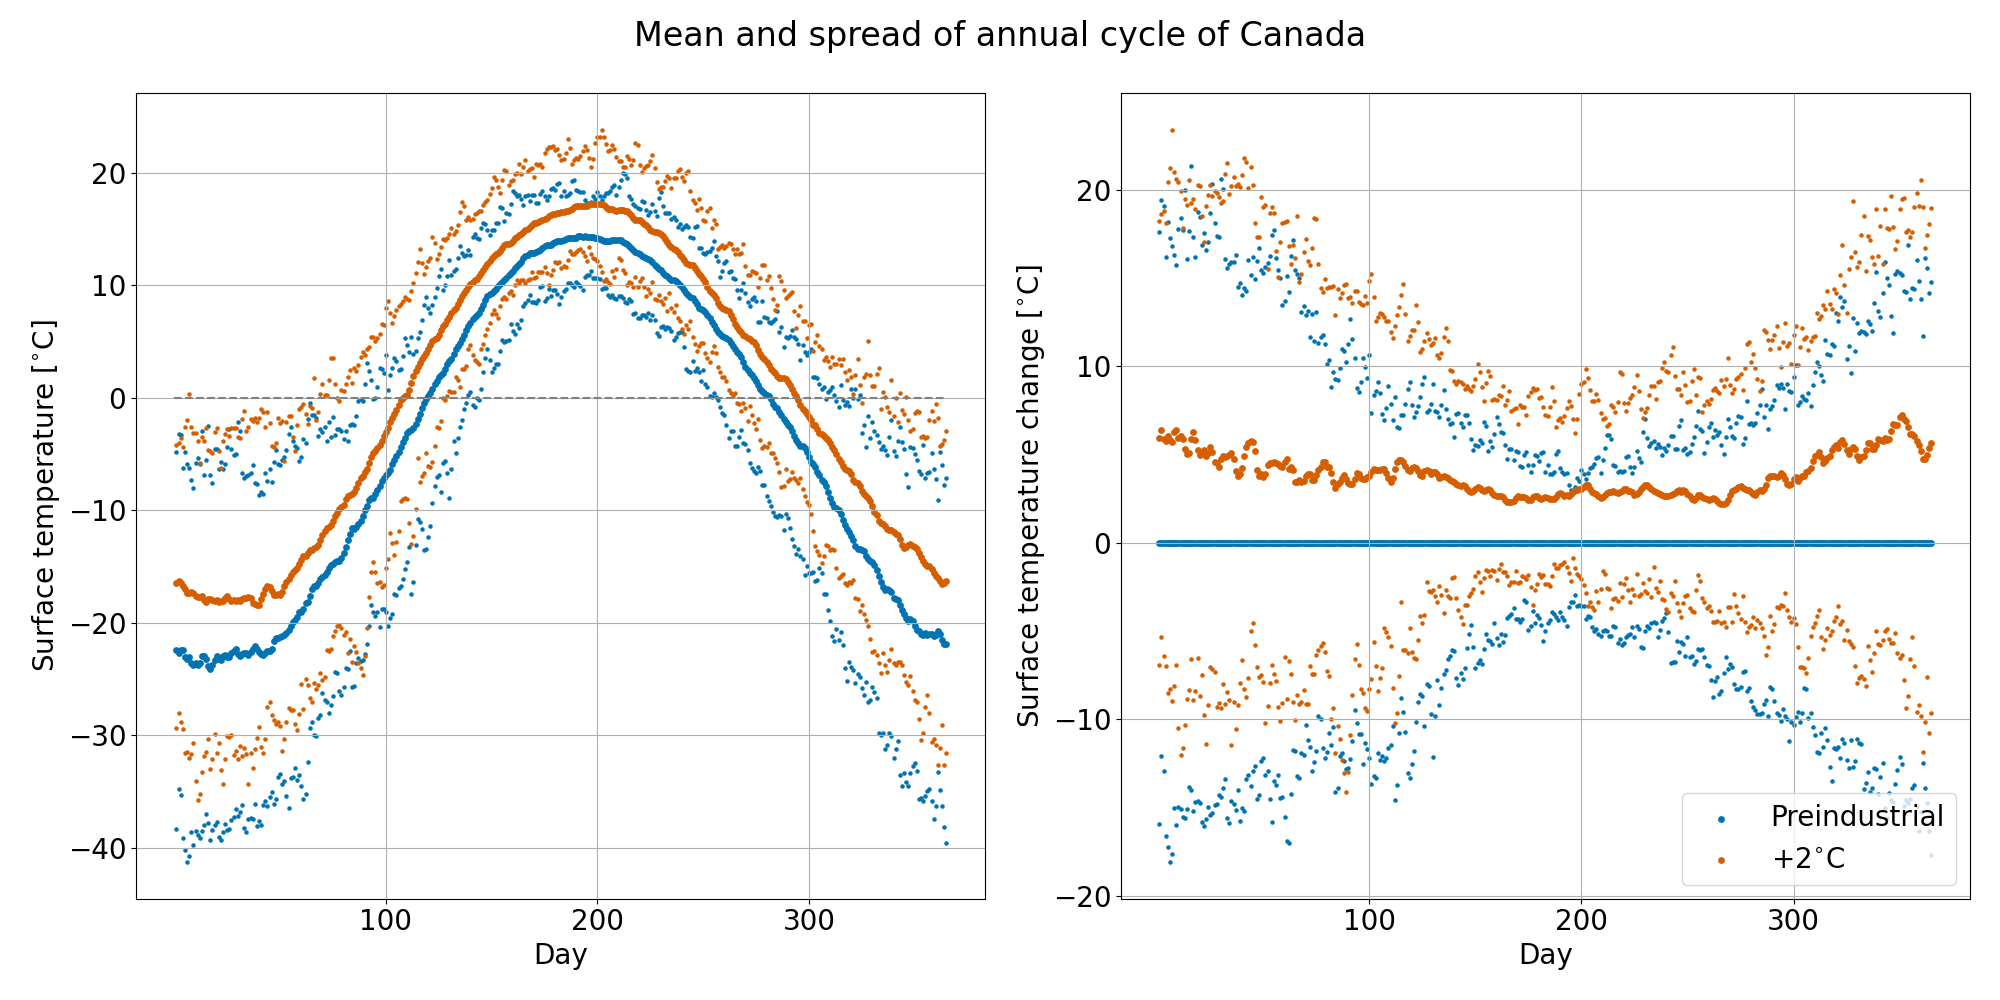 Mean and spread of annual cycle of Canada
Surface temperature [°C]
20
10
0
−10
−20
−30
−40
100 200 300
Day
Surface temperature change [°C]
20
10
0
−10
−20
100 200 300
Day
Preindustrial
+2°C